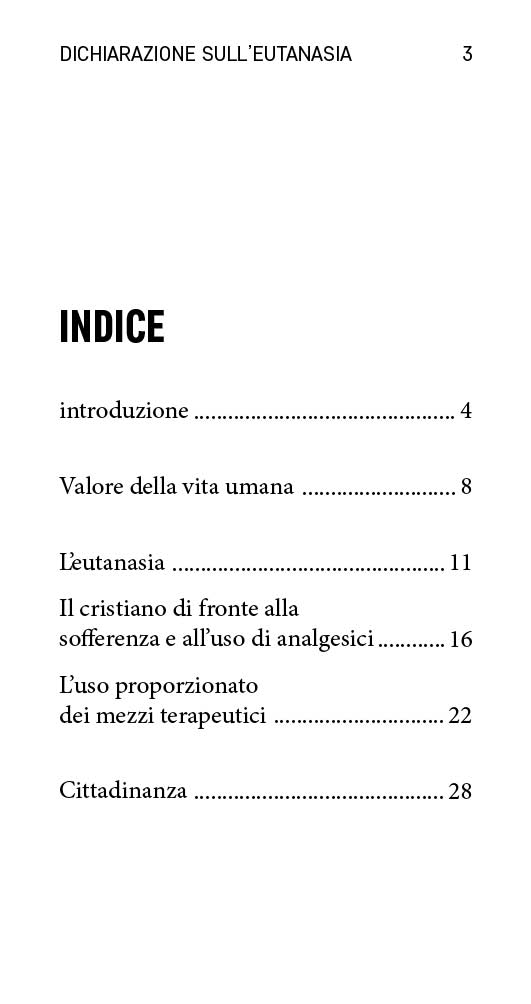 DICHIARAZIONE SULL’EUTANASIA 3
INDICE
introduzione .............................................. 4
Valore della vita umana ........................... 8
L’eutanasia ................................................ 11
Il cristiano di fronte alla
sofferenza e all’uso di analgesici ............ 16
L’uso proporzionato
dei mezzi terapeutici .............................. 22
Cittadinanza ............................................ 28